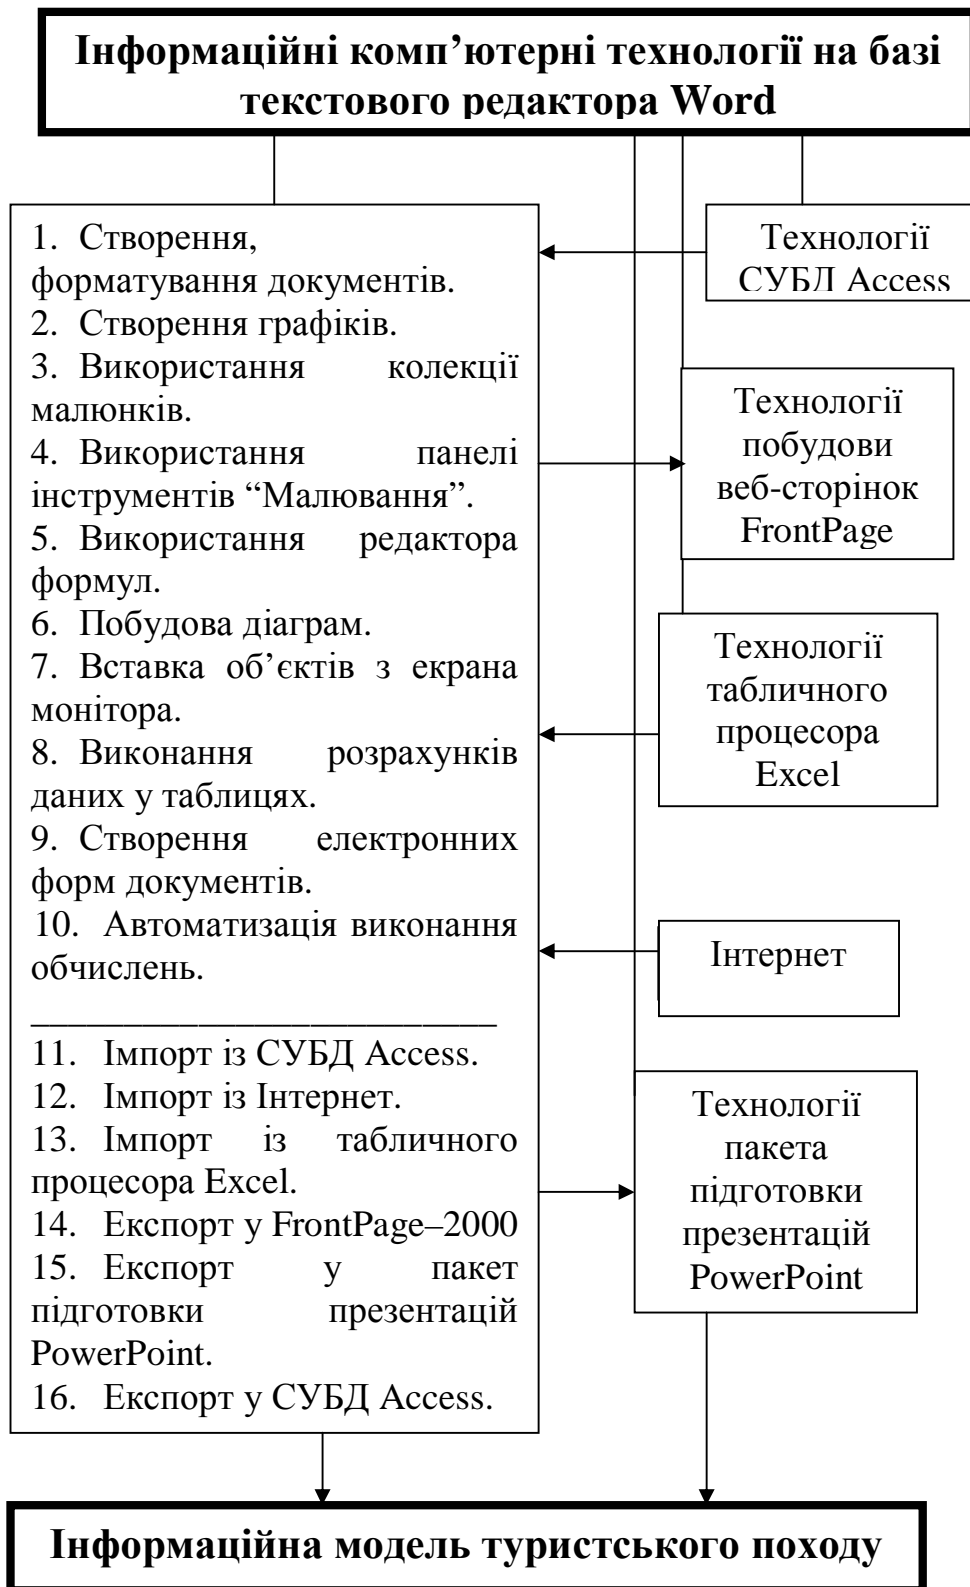 Інформаційні комп’ютерні технології на базі
текстового редактора Word
1. Створення,
форматування документів.
2. Створення графіків.
3. Використання колекції
малюнків.
4. Використання панелі
інструментів “Малювання”.
5. Використання редактора
формул.
6. Побудова діаграм.
7. Вставка об’єктів з екрана
монітора.
8. Виконання розрахунків
даних у таблицях.
9. Створення електронних
форм документів.
10. Автоматизація виконання
обчислень.
11. Імпорт із СУБД Access.
12. Імпорт із Інтернет.
13. Імпорт із табличного
процесора Excel.
14. Експорт у FrontPage–2000
15. Експорт у пакет
підготовки презентацій
PowerPoint.
16. Експорт у СУБД Access.
Технології
СУБД Access
Технології
побудови
веб-сторінок
FrontPage
Технології
табличного
процесора
Excel
Інтернет
Технології
пакета
підготовки
презентацій
PowerPoint
Інформаційна модель туристського походу